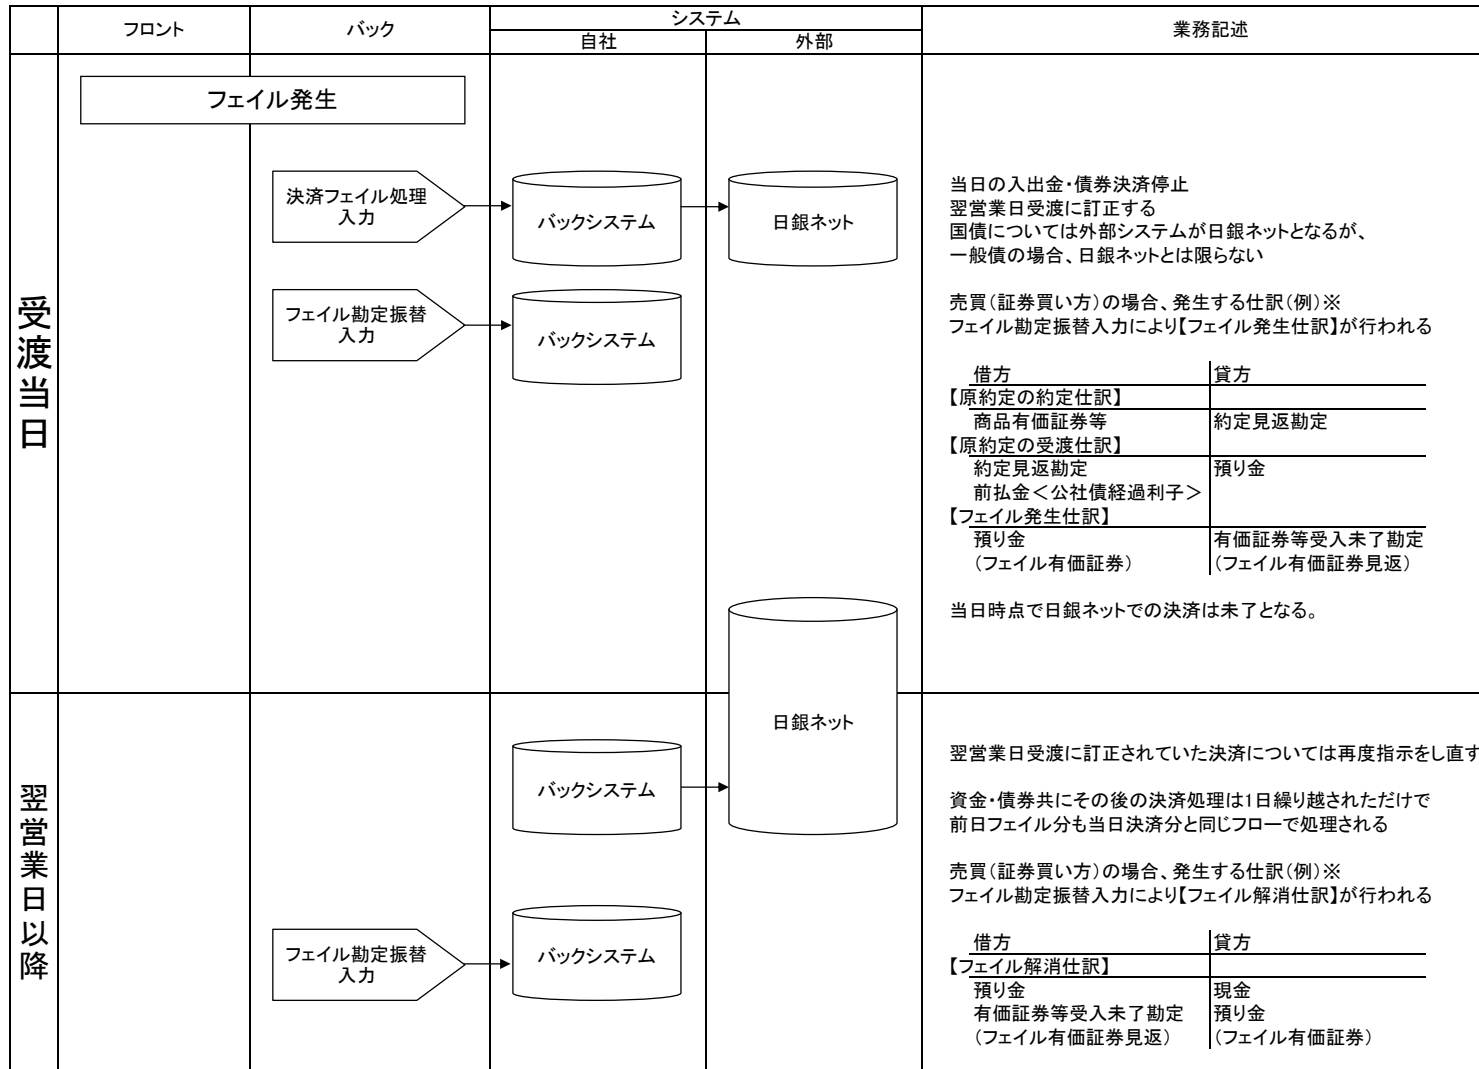 フロント
バック
システム
自社
外部
業務記述
受渡当日
フェイル発生
決済フェイル処理
入力
バックシステム
日銀ネット
当日の入出金・債券決済停止
翌営業日受渡に訂正する
国債については外部システムが日銀ネットとなるが、
一般債の場合、日銀ネットとは限らない
フェイル勘定振替
入力
バックシステム
売買（証券買い方）の場合、発生する仕訳（例）※
フェイル勘定振替入力により【フェイル発生仕訳】が行われる
借方 貸方
【原約定の約定仕訳】
商品有価証券等 約定見返勘定
【原約定の受渡仕訳】
約定見返勘定 預り金
前払金＜公社債経過利子＞
【フェイル発生仕訳】
預り金 有価証券等受入未了勘定
（フェイル有価証券） （フェイル有価証券見返）
当日時点で日銀ネットでの決済は未了となる。
日銀ネット
翌営業日以降
バックシステム
翌営業日受渡に訂正されていた決済については再度指示をし直す
資金・債券共にその後の決済処理は1日繰り越されただけで
前日フェイル分も当日決済分と同じフローで処理される
売買（証券買い方）の場合、発生する仕訳（例）※
フェイル勘定振替入力により【フェイル解消仕訳】が行われる
フェイル勘定振替
入力
バックシステム
借方 貸方
【フェイル解消仕訳】
預り金 現金
有価証券等受入未了勘定 預り金
（フェイル有価証券見返） （フェイル有価証券）